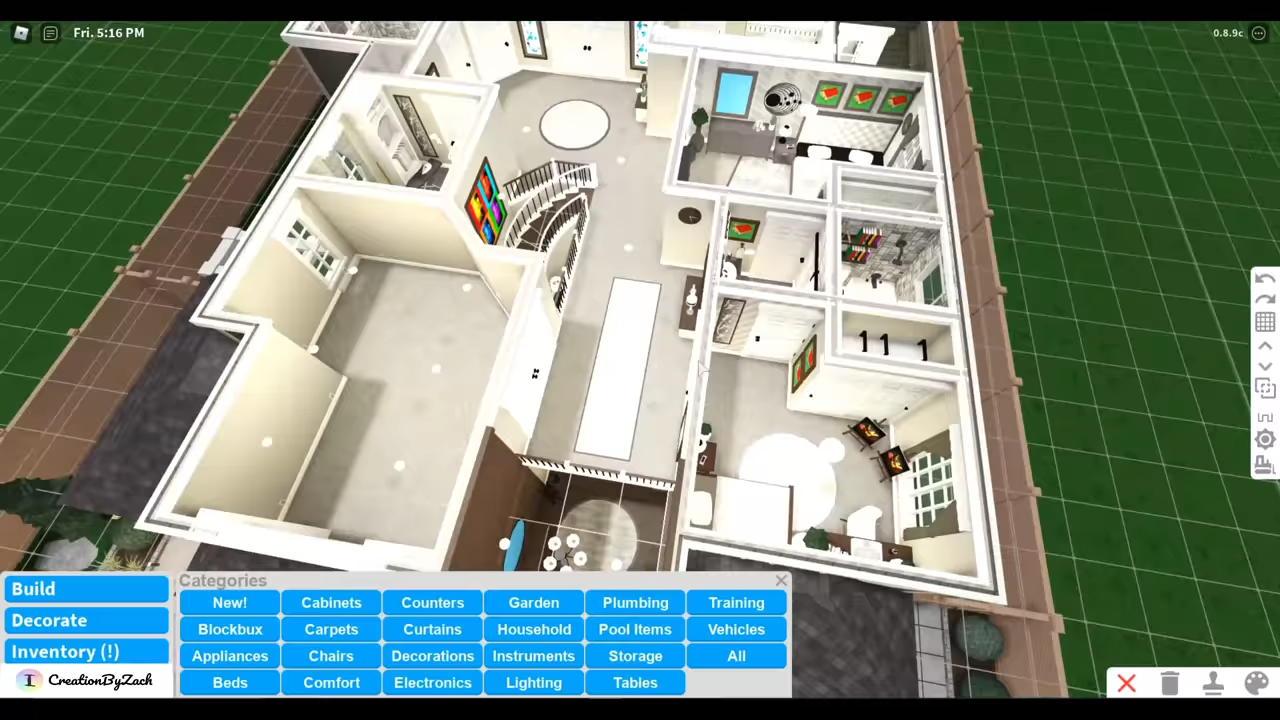 Fri. 5:16 PM
0.8.9c
Build
Decorate
Inventory (!)
CreationByZach
Categories
New! Cabinets Counters Garden Plumbing Training
Blockbux Carpets Curtains Household Pool Items Vehicles
Appliances Chairs Decorations Instruments Storage All
Beds Comfort Electronics Lighting Tables